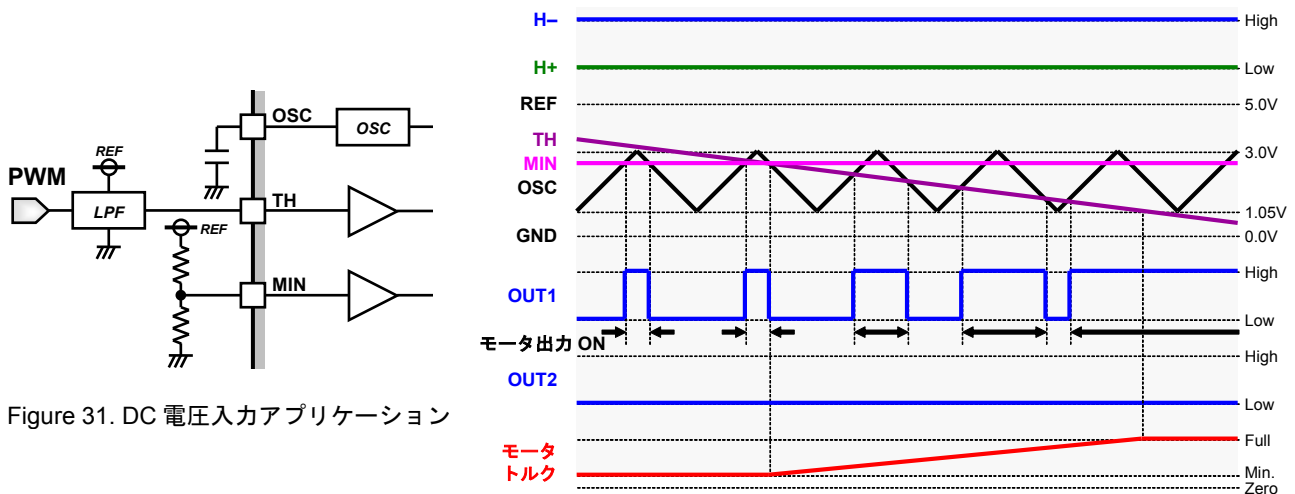 OSC
OSC
REF
PWM
LPF
TH
REF
MIN
Figure 31. DC 電圧入力アプリケーション
H–
High
H+
Low
REF
5.0V
TH
3.0V
MIN
OSC
1.05V
GND
0.0V
High
OUT1
Low
モータ出力 ON
High
OUT2
Low
Full
モータ
トルク
Min.
Zero